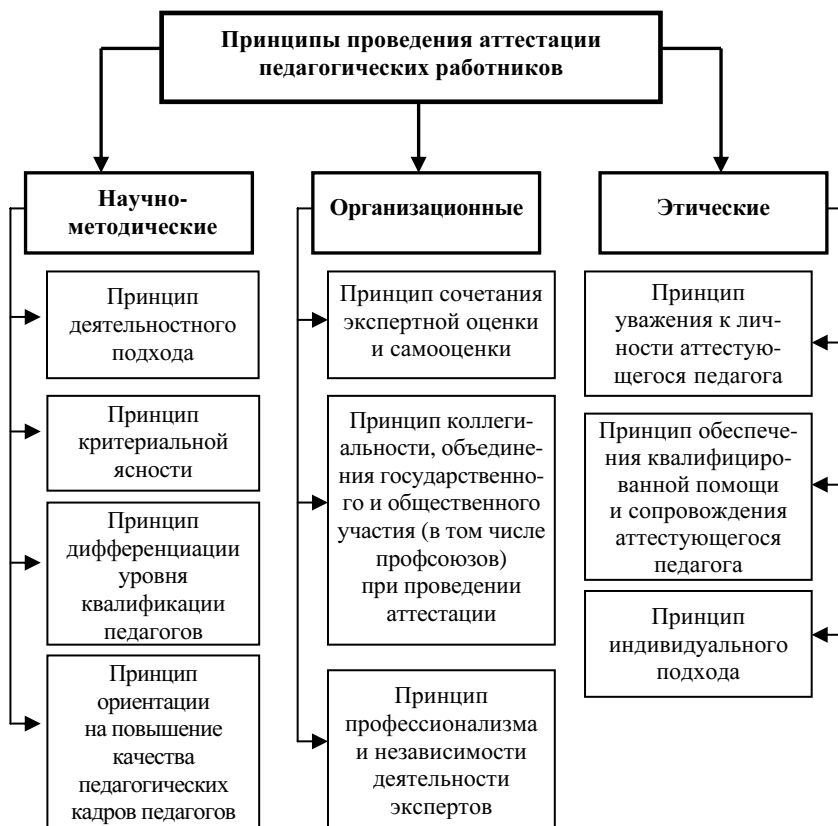 Принципы проведения аттестации
педагогических работников
Научно-
методические
Принцип
деятельностного
подхода
Принцип
критериальной
ясности
Принцип
дифференциации
уровня
квалификации
педагогов
Принцип
ориентации
на повышение
качества
педагогических
кадров педагогов
Организационные
Принцип сочетания
экспертной оценки
и самооценки
Принцип коллеги-
альности, объедине-
ния государственно-
го и общественного
участия (в том числе
профсоюзов)
при проведении
аттестации
Принцип
профессионализма
и независимости
деятельности
экспертов
Этические
Принцип
уважения к лич-
ности аттестую-
щегося педагога
Принцип обеспече-
ния квалифициро-
ванной помощи
и сопровождения
аттестующегося
педагога
Принцип
индивидуального
подхода